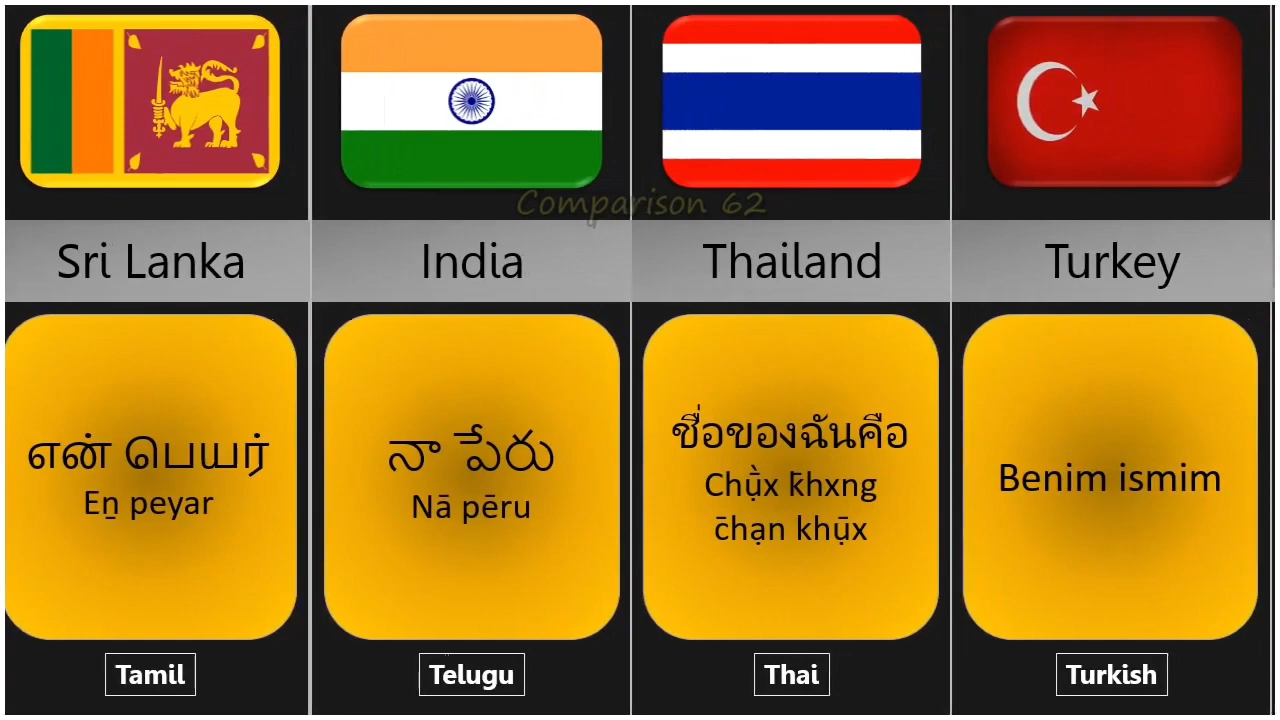 Comparison 62
Sri Lanka
India
Thailand
Turkey
என் பெயர்
Eṉ peyar
నా పేరు
Nā pēru
ชื่อของฉันคือ
Chụ̄̀x k̄hxng
c̄hạn khụ̄x
Benim ismim
Tamil
Telugu
Thai
Turkish